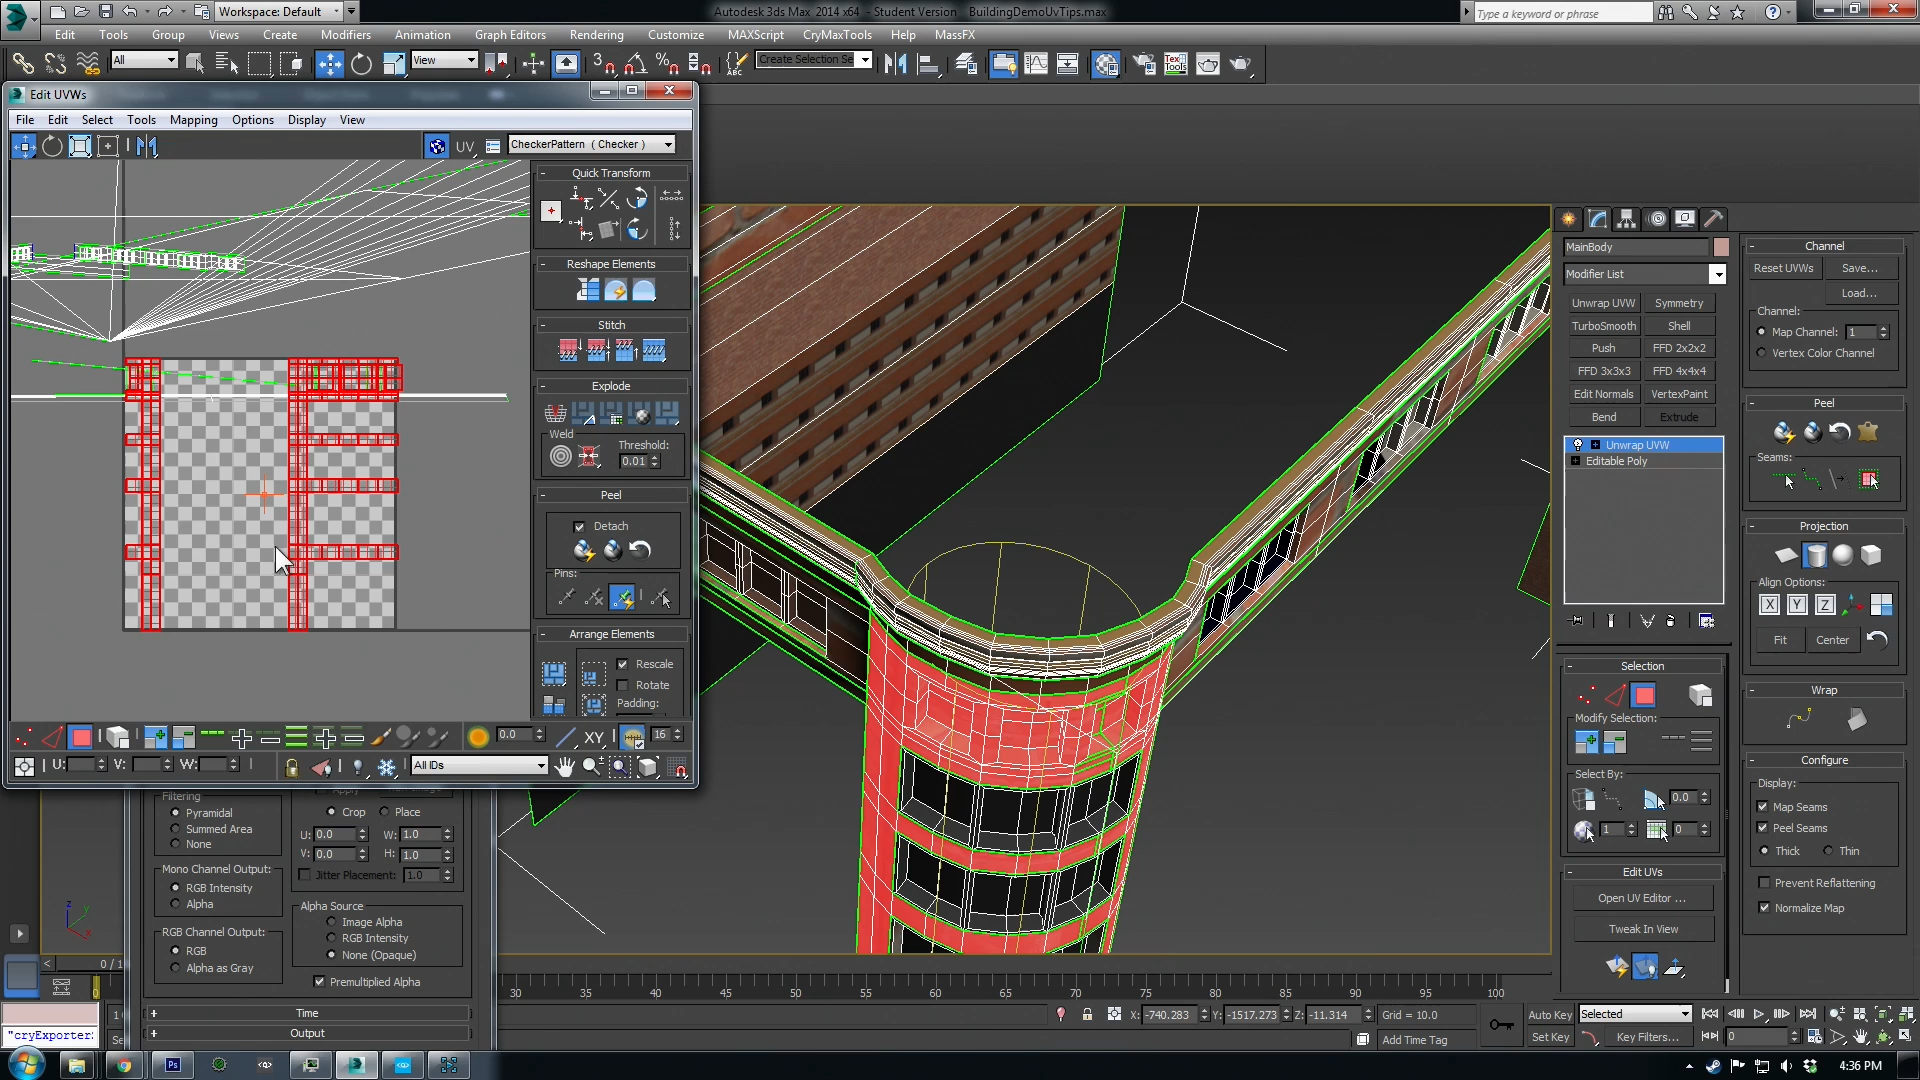 Workspace: Default
Autodesk 3ds Max  2014 x64  - Student Version    BuildingDemoUvTips.max
Type a keyword or phrase
Edit Tools Group Views Create Modifiers Animation Graph Editors Rendering Customize MAXScript CryMaxTools Help MassFX
All View Create Selection Se
Edit UVWs
File Edit Select Tools Mapping Options Display View
UV CheckerPattern ( Checker )
Quick Transform
Reshape Elements
Stitch
Explode
Weld
Threshold:
0.01
Peel
Detach
Pins:
Arrange Elements
Rescale
Rotate
Padding:
0.0 XY 16
U: V: W: All IDs
Filtering
Pyramidal
Summed Area
None
Mono Channel Output:
RGB Intensity
Alpha
RGB Channel Output:
RGB
Alpha as Gray
Crop Place
U: 0.0 W: 1.0
V: 0.0 H: 1.0
Jitter Placement: 1.0
Alpha Source
Image Alpha
RGB Intensity
None (Opaque)
Premultiplied Alpha
Time
Output
MainBody
Modifier List
Unwrap UVW Symmetry
TurboSmooth Shell
Push FFD 2x2x2
FFD 3x3x3 FFD 4x4x4
Edit Normals VertexPaint
Bend Extrude
Unwrap UVW
Editable Poly
Selection
Modify Selection:
Select By:
0.0
1 0
Edit UVs
Open UV Editor ...
Tweak In View
Channel
Reset UVWs Save...
Load...
Channel:
Map Channel: 1
Vertex Color Channel
Peel
Seams:
Projection
Align Options:
X Y Z
Fit Center
Wrap
Configure
Display:
Map Seams
Peel Seams
Thick Thin
Prevent Reflattening
Normalize Map
0 / 1
30 35 40 45 50 55 60 65 70 75 80 85 90 95 100
X: -740.283 Y: -1517.273 Z: -11.314 Grid = 10.0
Auto Key Selected
"cryExporter:
Add Time Tag
Set Key Key Filters... 0
4:36 PM